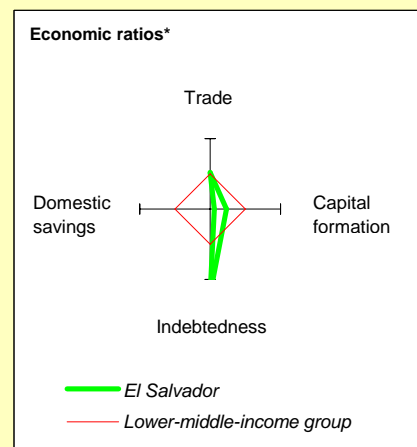 Economic ratios*
Trade
Domestic
savings
Capital
formation
Indebtedness
El Salvador
Lower-middle-income group